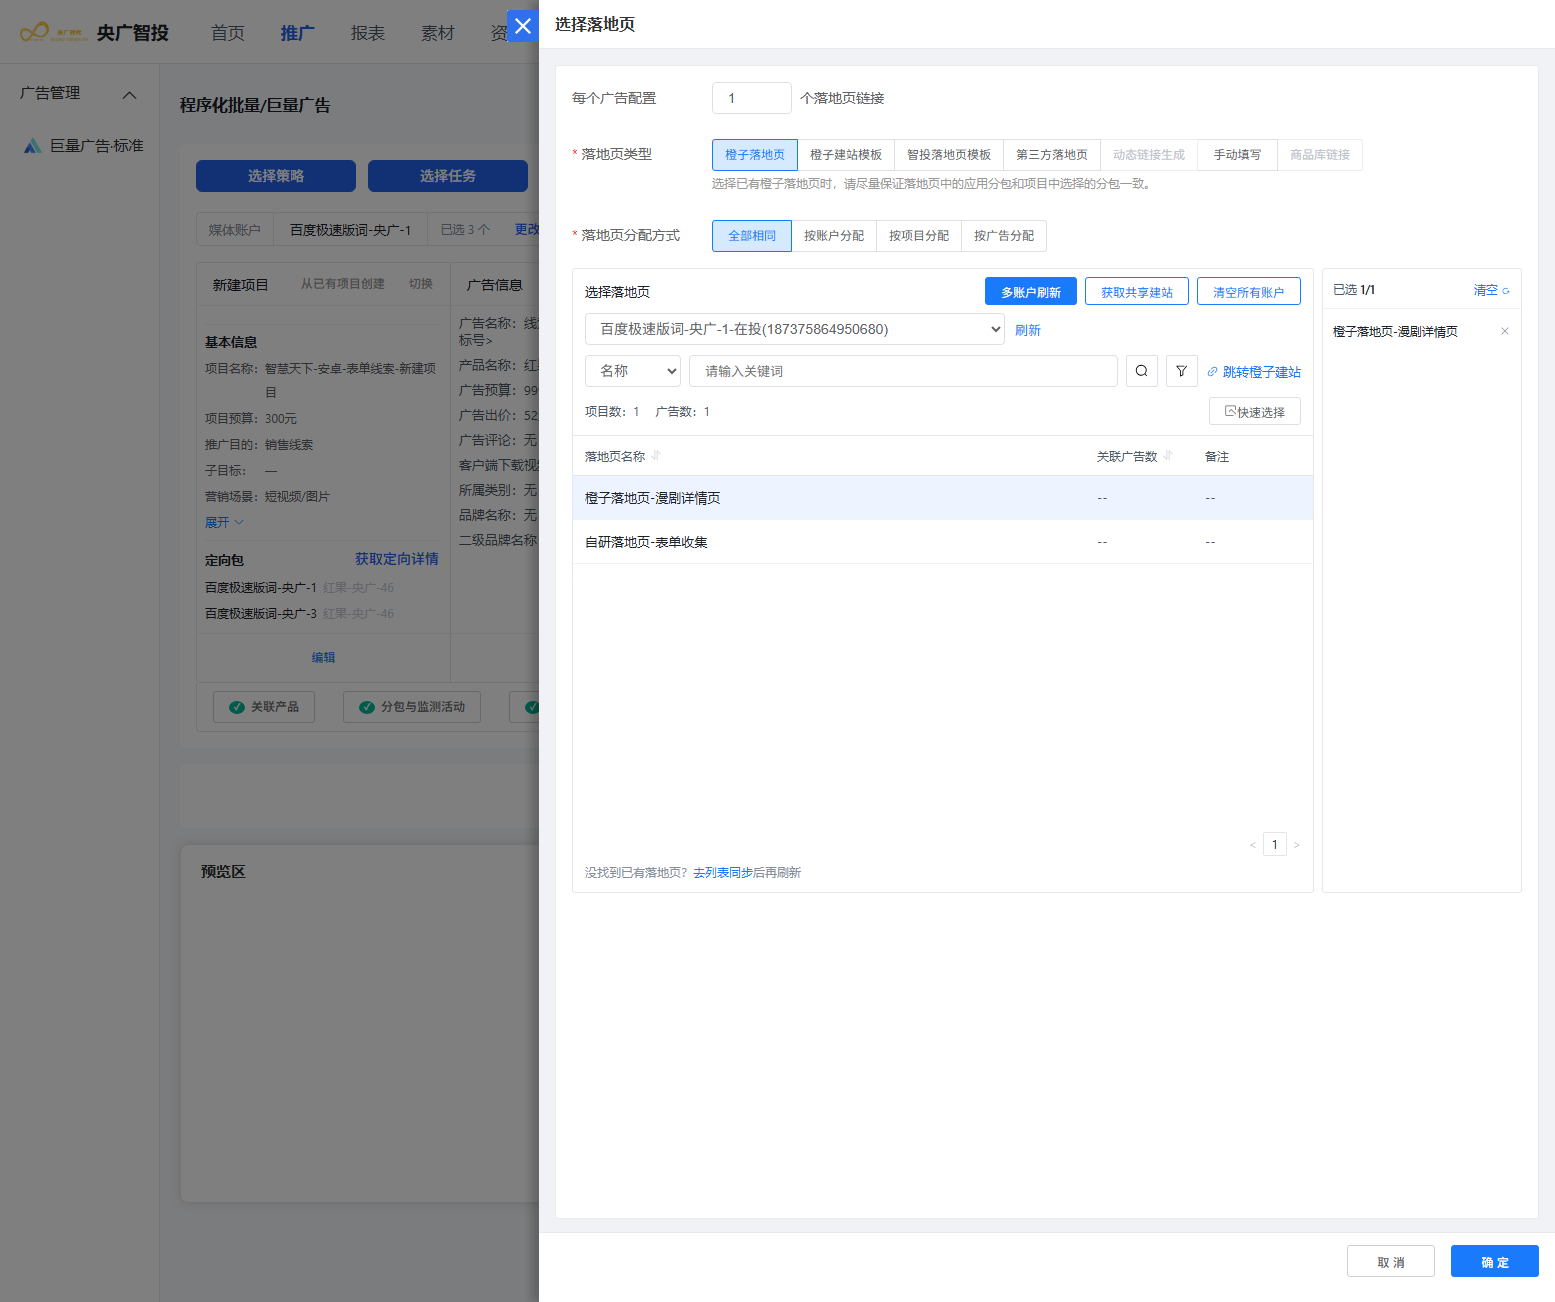 央广智投
首页
推广
报表
素材
资
选择落地页
广告管理
巨量广告·标准
程序化批量/巨量广告
选择策略
选择任务
媒体账户
百度极速版词-央广-1
已选 3 个
更改
新建项目
从已有项目创建
切换
广告信息
基本信息
项目名称：智慧天下-安卓-表单线索-新建项目
项目预算：300元
推广目的：销售线索
子目标：—
营销场景：短视频/图片
展开
定向包
获取定向详情
百度极速版词-央广-1 红果-央广-46
百度极速版词-央广-3 红果-央广-46
编辑
广告名称：线
标号>
产品名称：红
广告预算：99
广告出价：52
广告评论：无
客户端下载视
所属类别：无
品牌名称：无
二级品牌名称
关联产品
分包与监测活动
预览区
每个广告配置
1
个落地页链接
* 落地页类型
橙子落地页
橙子建站模板
智投落地页模板
第三方落地页
动态链接生成
手动填写
商品库链接
选择已有橙子落地页时，请尽量保证落地页中的应用分包和项目中选择的分包一致。
* 落地页分配方式
全部相同
按账户分配
按项目分配
按广告分配
选择落地页
多账户刷新
获取共享建站
清空所有账户
百度极速版词-央广-1-在投(187375864950680)
刷新
名称
请输入关键词
跳转橙子建站
项目数：1 广告数：1
快速选择
落地页名称
关联广告数
备注
橙子落地页-漫剧详情页
--
--
自研落地页-表单收集
--
--
< 1 >
没找到已有落地页？去列表同步后再刷新
已选 1/1
清空
橙子落地页-漫剧详情页
取 消
确 定